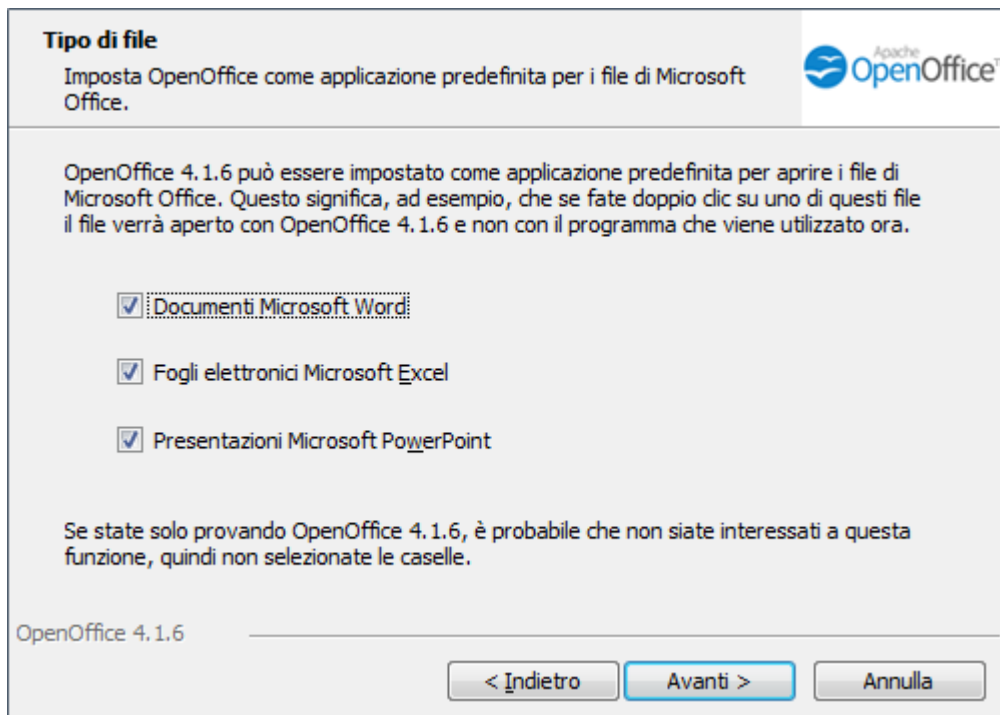 Tipo di file
Imposta OpenOffice come applicazione predefinita per i file di Microsoft
Office.
Apache
OpenOffice™
OpenOffice 4.1.6 può essere impostato come applicazione predefinita per aprire i file di
Microsoft Office. Questo significa, ad esempio, che se fate doppio clic su uno di questi file
il file verrà aperto con OpenOffice 4.1.6 e non con il programma che viene utilizzato ora.
Documenti Microsoft Word
Fogli elettronici Microsoft Excel
Presentazioni Microsoft PowerPoint
Se state solo provando OpenOffice 4.1.6, è probabile che non siate interessati a questa
funzione, quindi non selezionate le caselle.
OpenOffice 4.1.6
< Indietro
Avanti >
Annulla